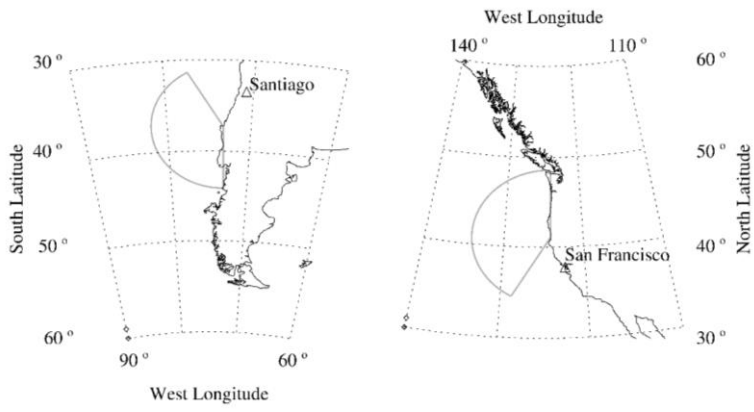 West Longitude
140 º
110 º
60 º
50 º
40 º
30 º
North Latitude
San Francisco
30 º
40 º
50 º
60 º
South Latitude
Santiago
90 º
60 º
West Longitude